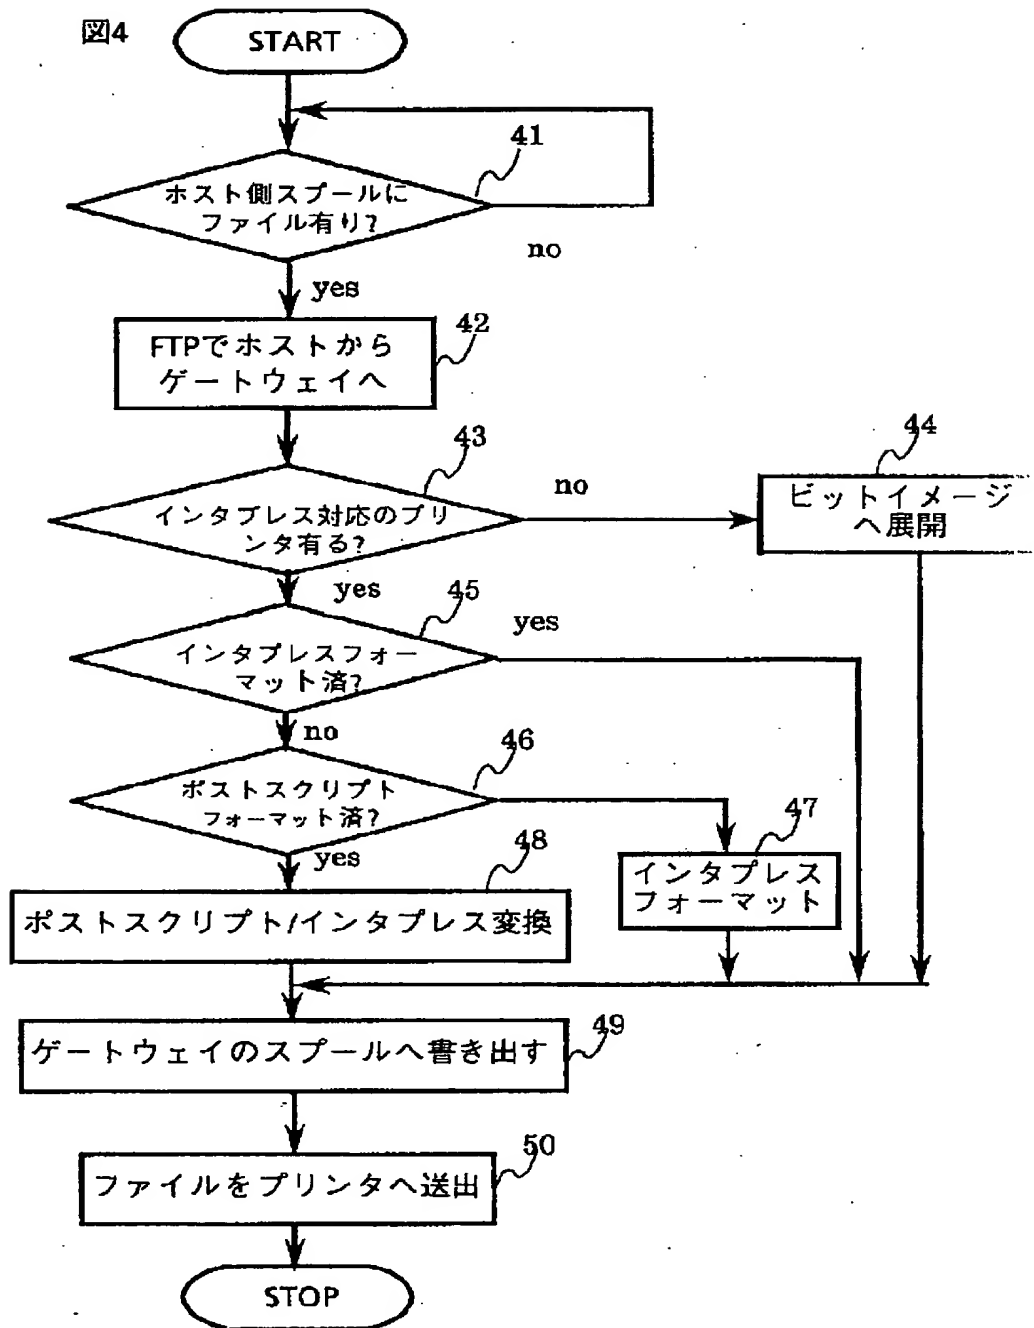 図4
START
41
ホスト側スプールに
ファイル有り?
no
yes
42
FTPでホストから
ゲートウェイへ
43
no
44
インタプレス対応のプリ
ンタ有る?
ビットイメージ
へ展開
yes
45
yes
インタプレスフォー
マット済?
no
46
ポストスクリプト
フォーマット済?
47
インタプレス
フォーマット
yes
48
ポストスクリプト/インタプレス変換
49
ゲートウェイのスプールへ書き出す
50
ファイルをプリンタへ送出
STOP